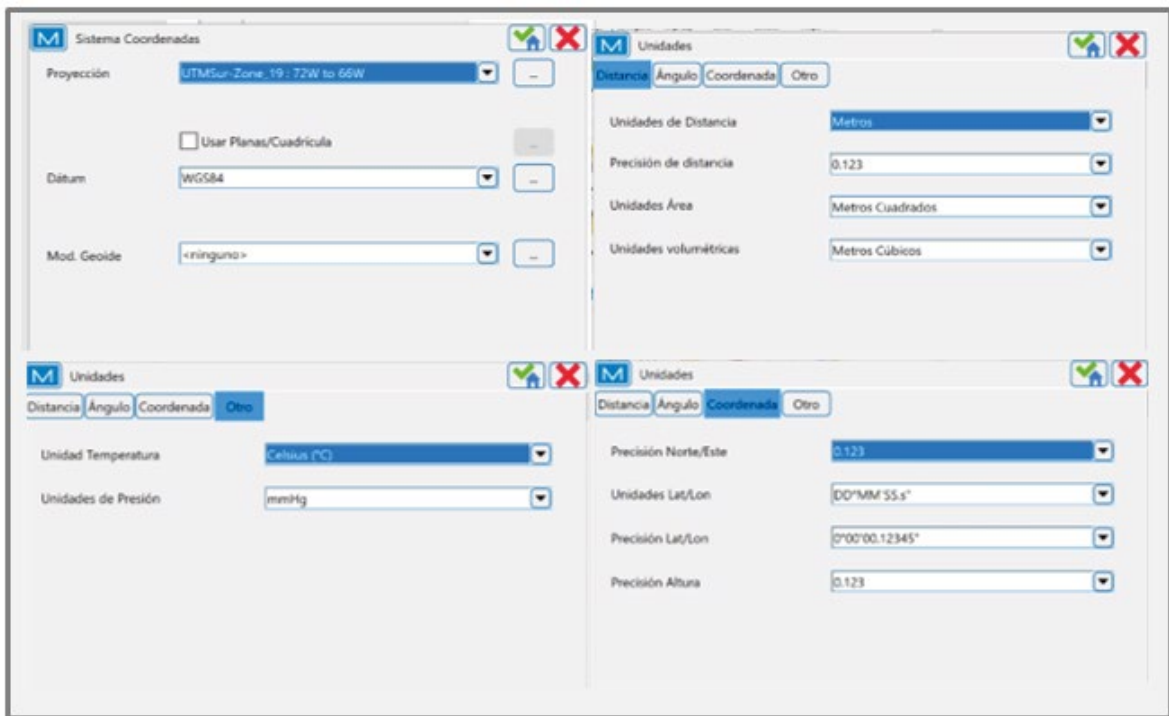 Sistema Coordenadas
Proyección UTMSur-Zone_19 : 72W to 66W ...
Usar Planas/Cuadrícula ...
Dátum WGS84 ...
Mod. Geoide <ninguno> ...
Unidades
Distancia Ángulo Coordenada Otro
Unidades de Distancia Metros
Precisión de distancia 0.123
Unidades Área Metros Cuadrados
Unidades volumétricas Metros Cúbicos
Unidades
Distancia Ángulo Coordenada Otro
Unidad Temperatura Celsius (°C)
Unidades de Presión mmHg
Unidades
Distancia Ángulo Coordenada Otro
Precisión Norte/Este 0.123
Unidades Lat/Lon DD°MM'SS.s"
Precisión Lat/Lon 0°00'00.12345"
Precisión Altura 0.123